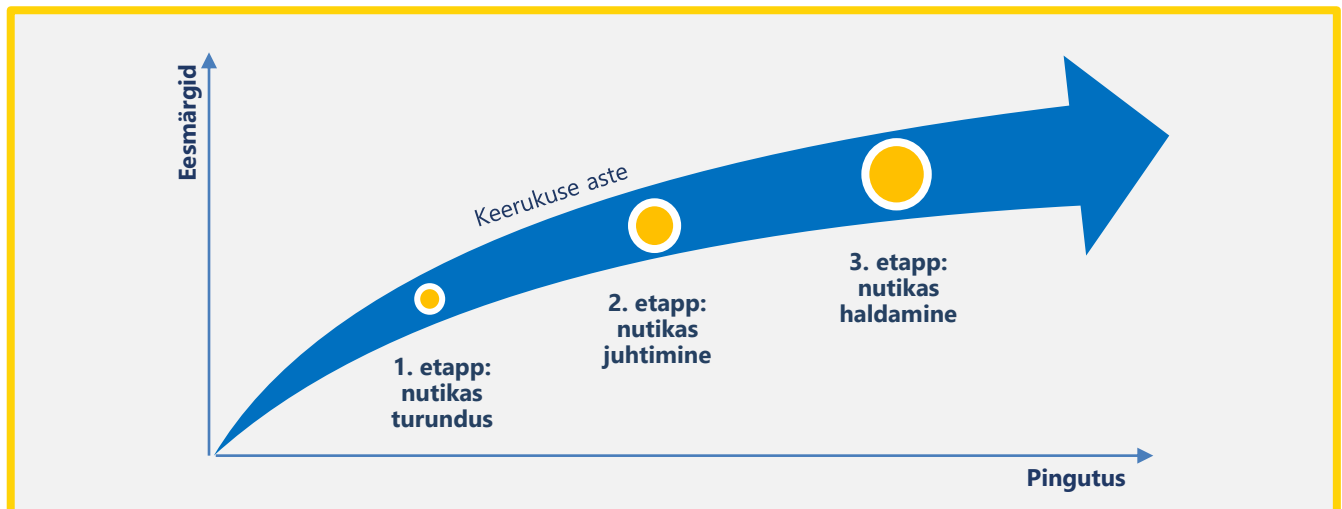 Eesmärgid
Keerukuse aste
1. etapp:
nutikas
turundus
2. etapp:
nutikas
juhtimine
3. etapp:
nutikas
haldamine
Pingutus